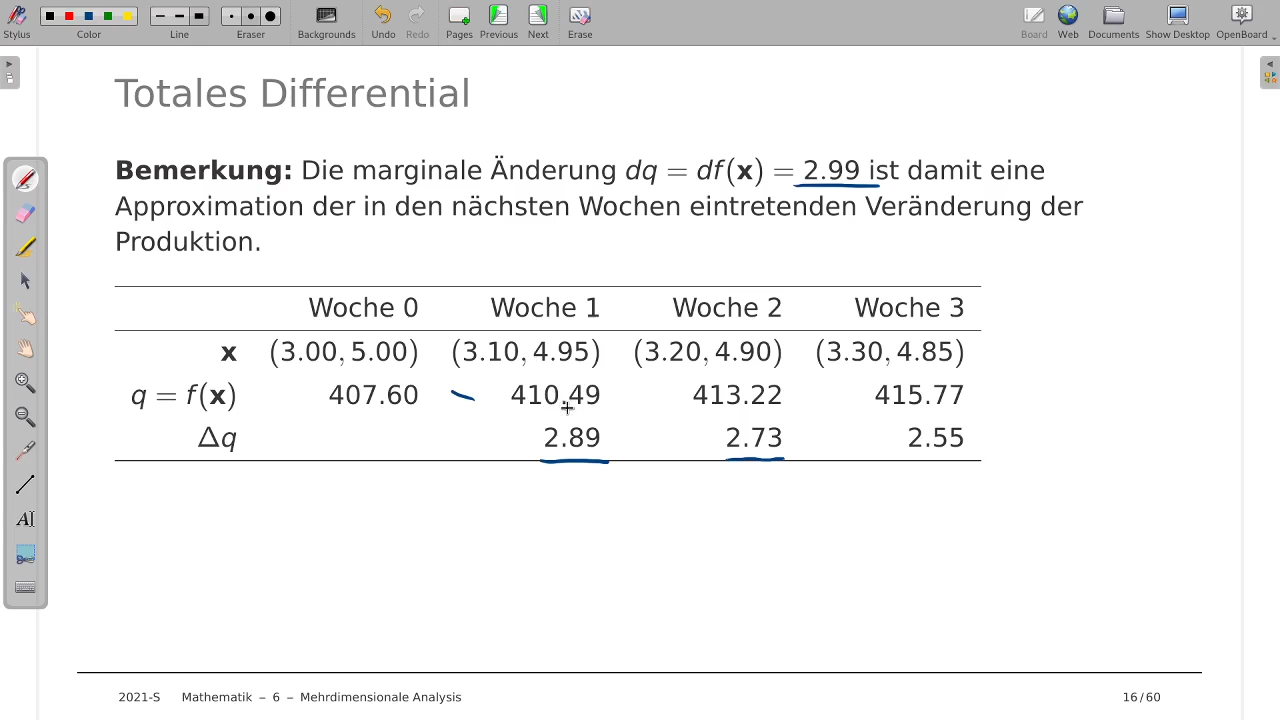 Stylus Color Line Eraser Backgrounds Undo Redo Pages Previous Next Erase Board Web Documents Show Desktop OpenBoard
Totales Differential
Bemerkung: Die marginale Änderung dq = df(x) = 2.99 ist damit eine
Approximation der in den nächsten Wochen eintretenden Veränderung der
Produktion.
Woche 0 Woche 1 Woche 2 Woche 3
x (3.00, 5.00) (3.10, 4.95) (3.20, 4.90) (3.30, 4.85)
q = f(x) 407.60 410.49 413.22 415.77
Δq 2.89 2.73 2.55
2021-S Mathematik – 6 – Mehrdimensionale Analysis 16/60